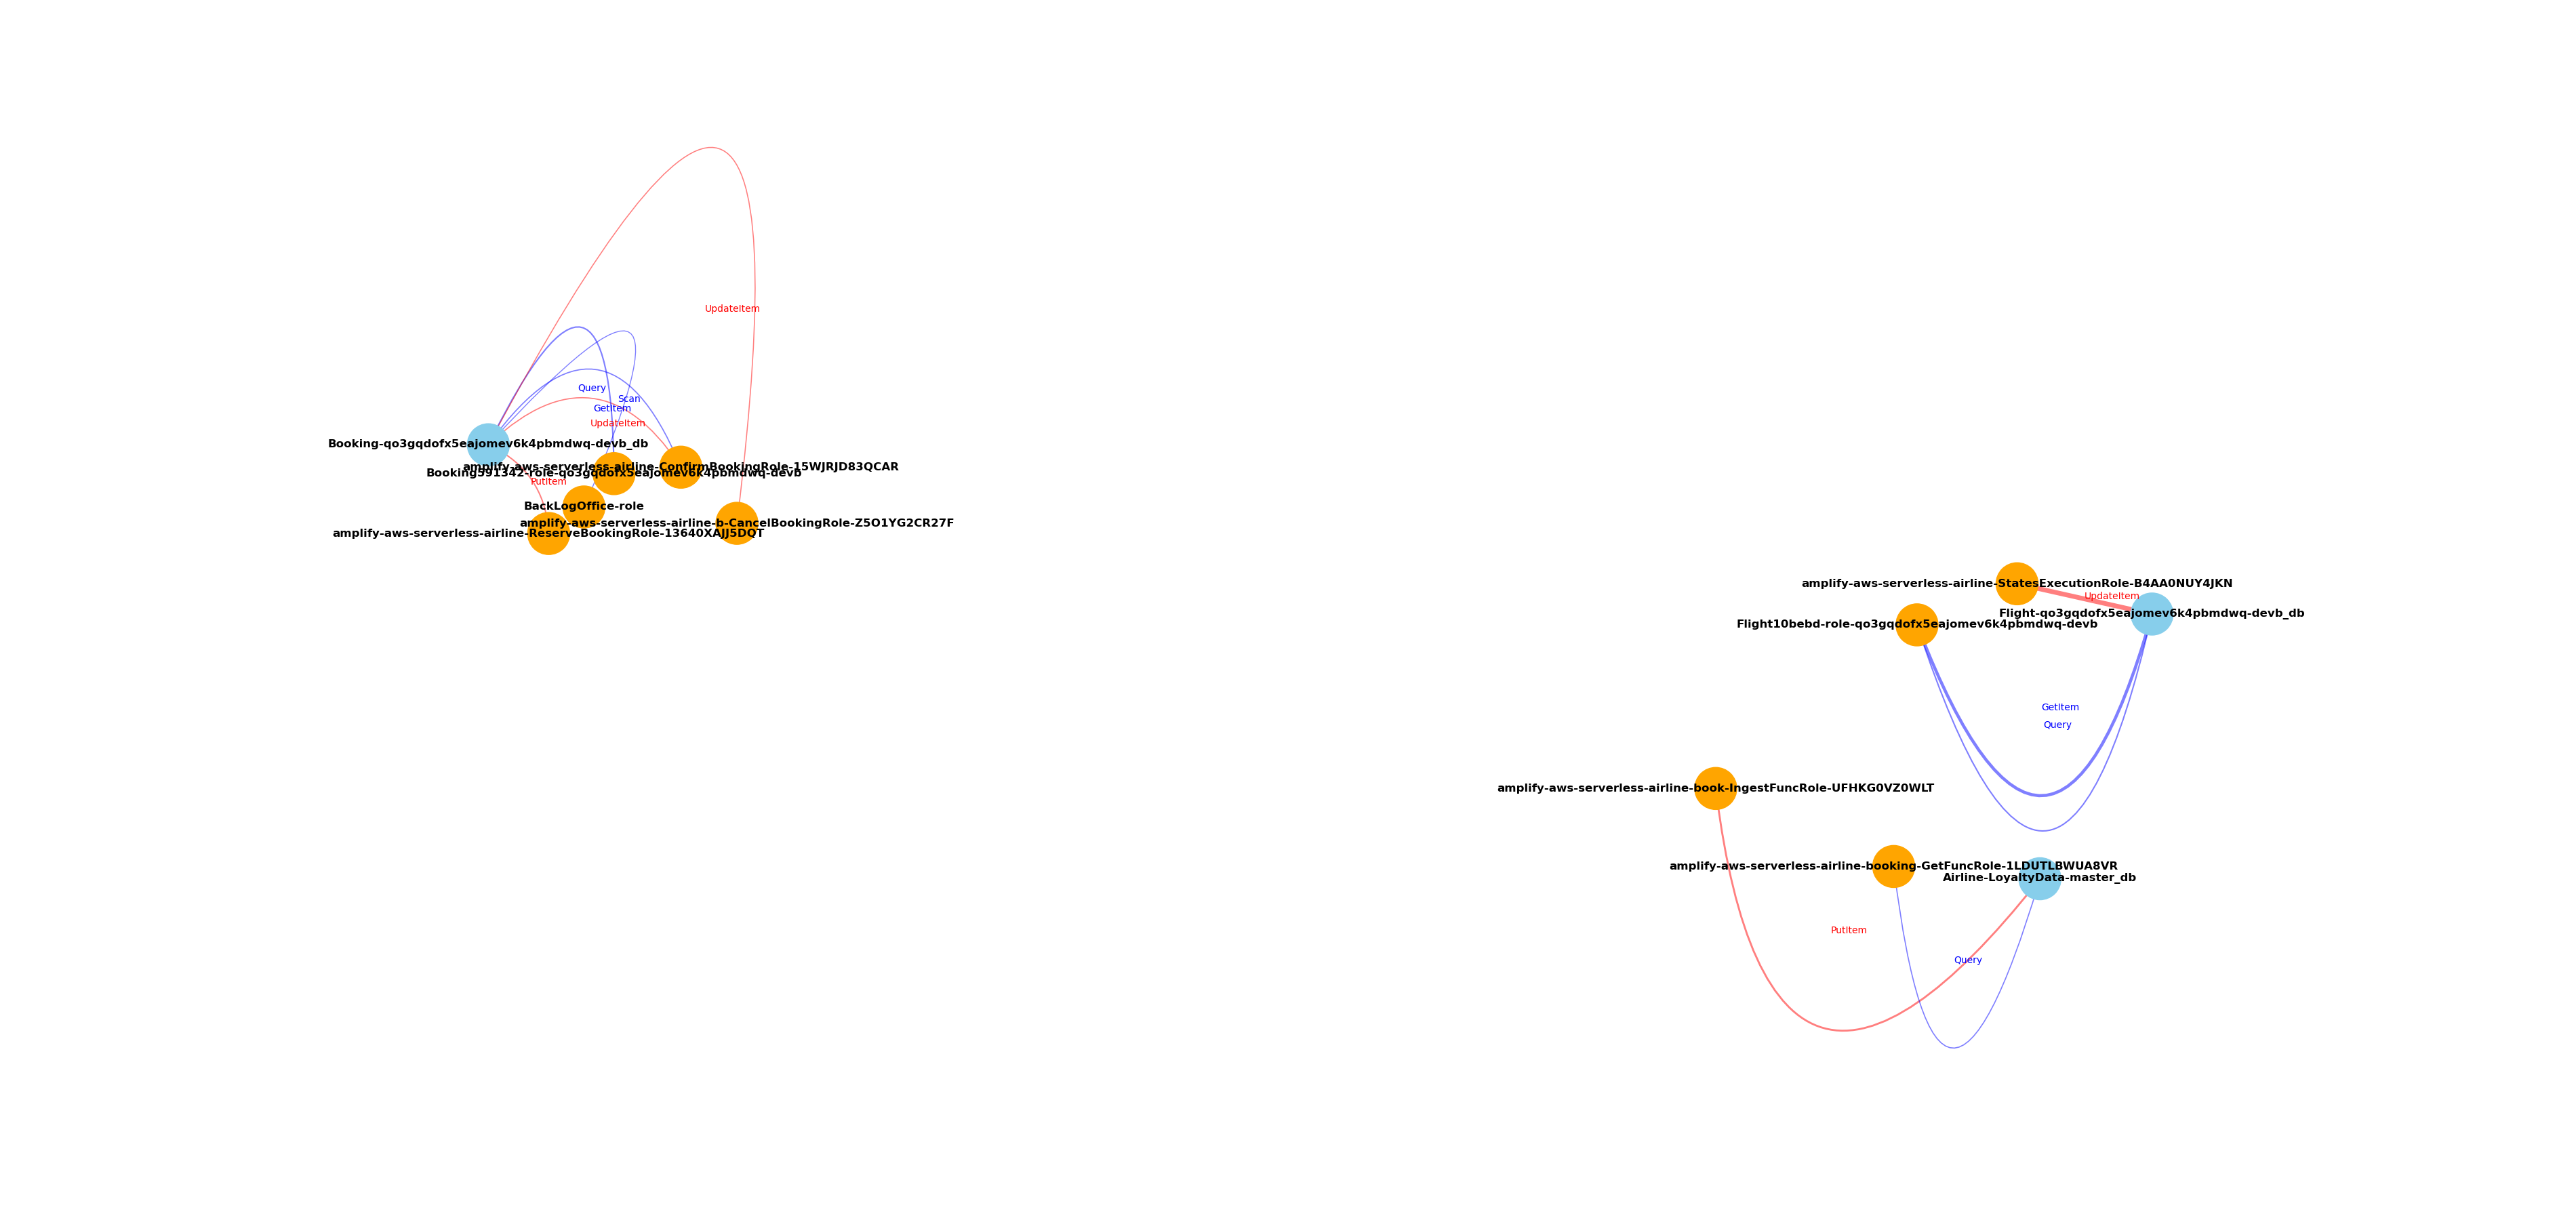 UpdateItem
Query
Scan
GetItem
UpdateItem
Booking-qo3gqdofx5eajomev6k4pbmdwq-devb_db
amplify-aws-serverless-airline-ConfirmBookingRole-15WJRJD83QCAR
Booking591342-role-qo3gqdofx5eajomev6k4pbmdwq-devb
PutItem
BackLogOffice-role
amplify-aws-serverless-airline-b-CancelBookingRole-Z5O1YG2CR27F
amplify-aws-serverless-airline-ReserveBookingRole-13640XAJJ5DQT
amplify-aws-serverless-airline-StatesExecutionRole-B4AA0NUY4JKN
UpdateItem
Flight-qo3gqdofx5eajomev6k4pbmdwq-devb_db
Flight10bebd-role-qo3gqdofx5eajomev6k4pbmdwq-devb
GetItem
Query
amplify-aws-serverless-airline-book-IngestFuncRole-UFHKG0VZ0WLT
amplify-aws-serverless-airline-booking-GetFuncRole-1LDUTLBWUA8VR
Airline-LoyaltyData-master_db
PutItem
Query